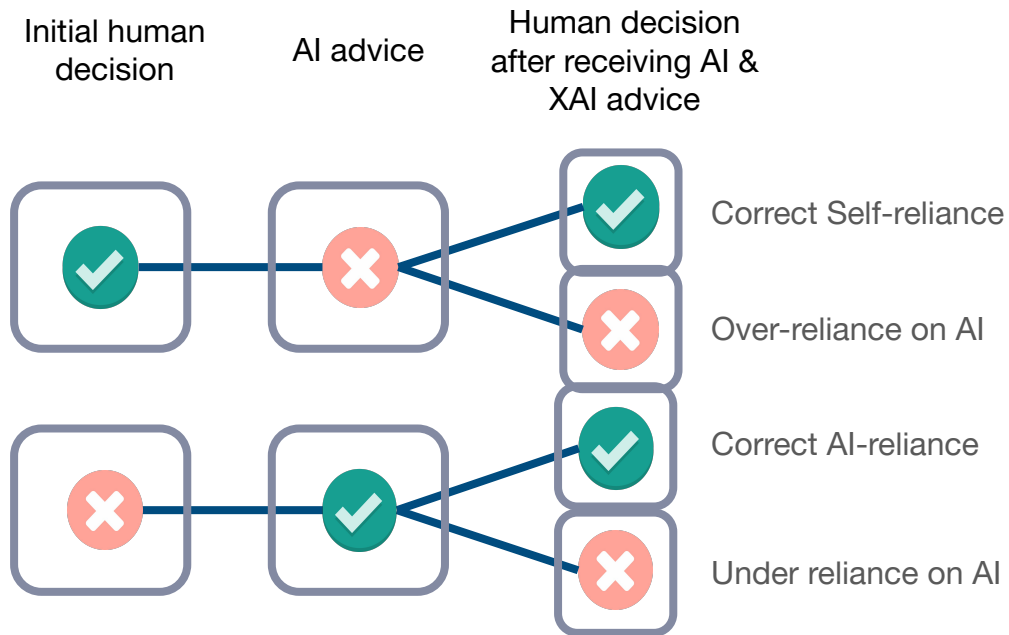 Initial human
decision
AI advice
Human decision
after receiving AI &
XAI advice
Correct Self-reliance
Over-reliance on AI
Correct AI-reliance
Under reliance on AI